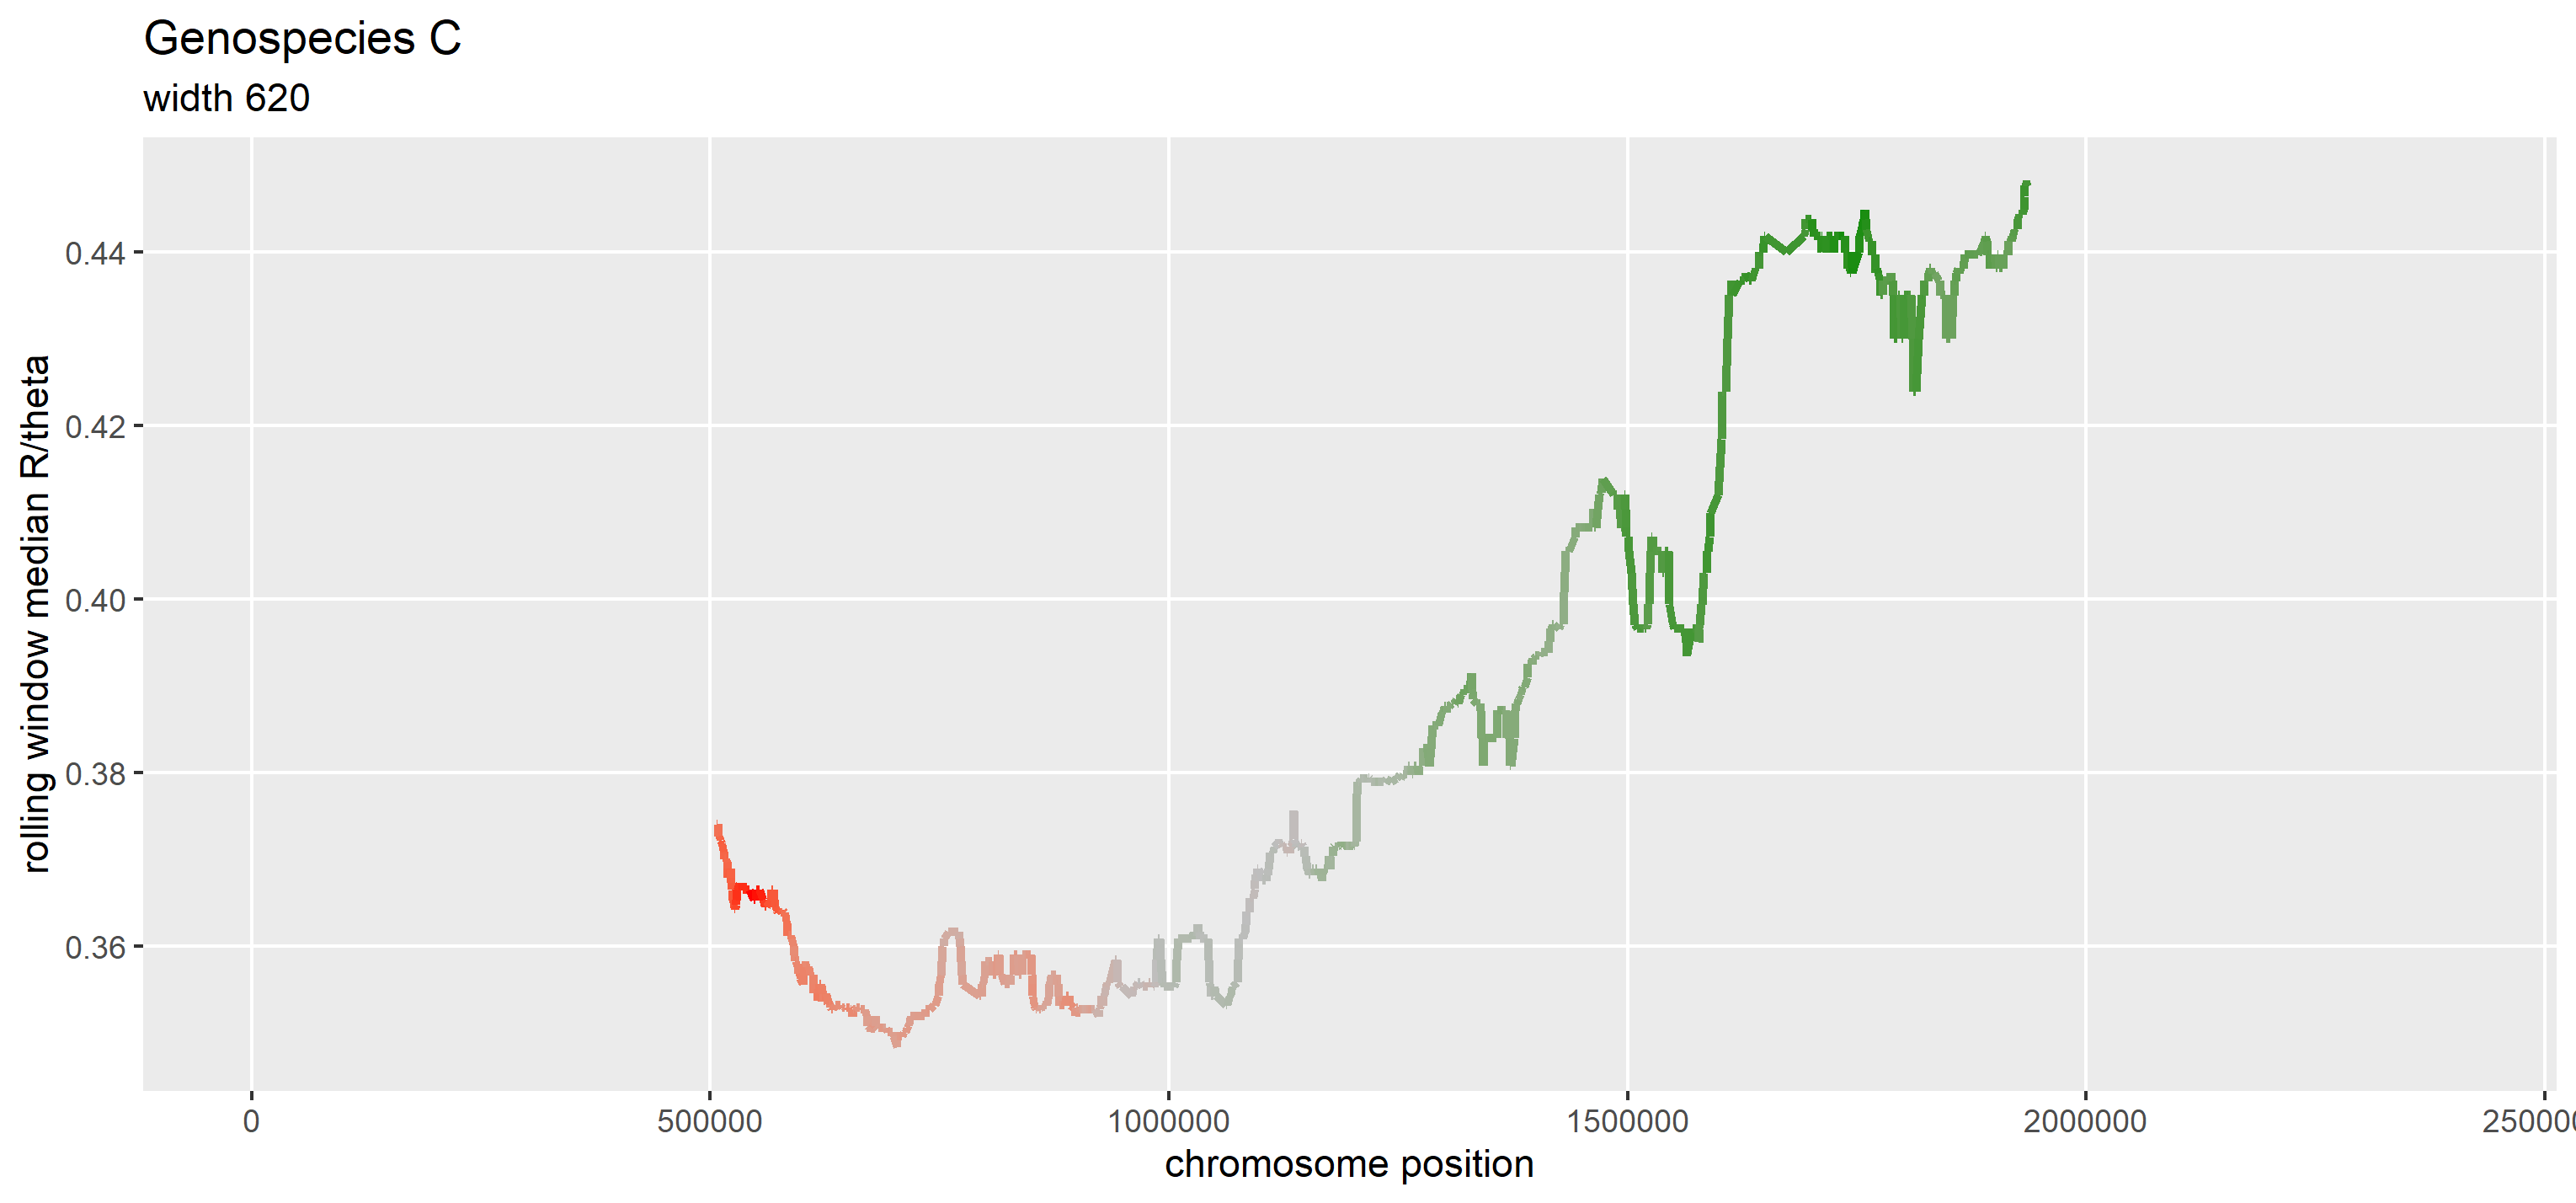 Genospecies C
width 620
rolling window median R/theta
0.44
0.42
0.40
0.38
0.36
0
500000
1000000
1500000
2000000
chromosome position